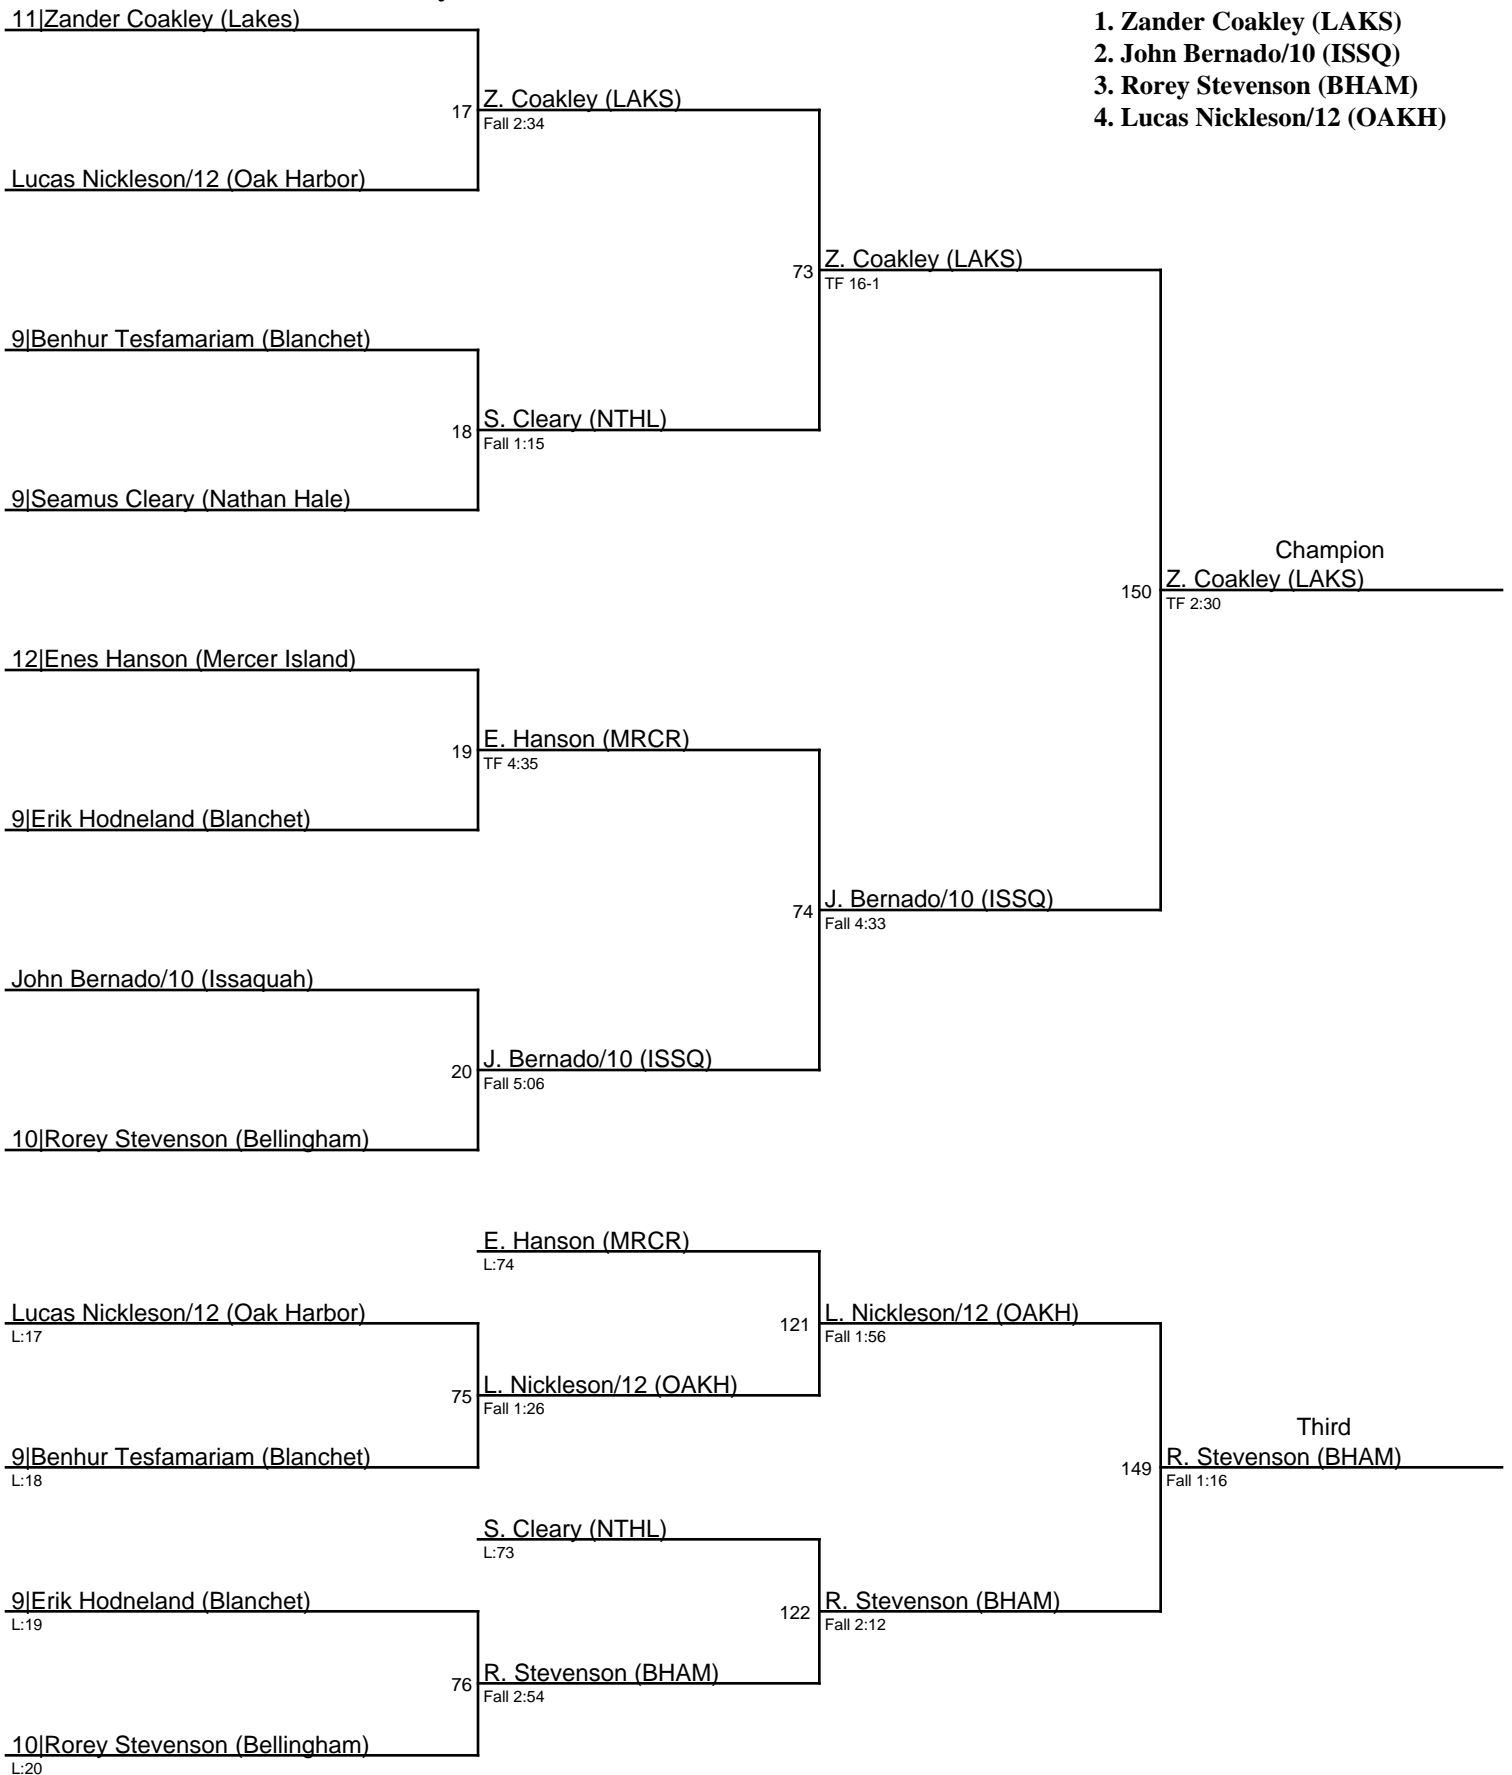 11|Zander Coakley (Lakes)
1. Zander Coakley (LAKS)
2. John Bernado/10 (ISSQ)
3. Rorey Stevenson (BHAM)
4. Lucas Nickleson/12 (OAKH)
17 Z. Coakley (LAKS)
Fall 2:34
Lucas Nickleson/12 (Oak Harbor)
73 Z. Coakley (LAKS)
TF 16-1
9|Benhur Tesfamariam (Blanchet)
18 S. Cleary (NTHL)
Fall 1:15
9|Seamus Cleary (Nathan Hale)
Champion
150 Z. Coakley (LAKS)
TF 2:30
12|Enes Hanson (Mercer Island)
19 E. Hanson (MRCR)
TF 4:35
9|Erik Hodneland (Blanchet)
74 J. Bernado/10 (ISSQ)
Fall 4:33
John Bernado/10 (Issaquah)
20 J. Bernado/10 (ISSQ)
Fall 5:06
10|Rorey Stevenson (Bellingham)
E. Hanson (MRCR)
L:74
Lucas Nickleson/12 (Oak Harbor)
L:17
121 L. Nickleson/12 (OAKH)
Fall 1:56
75 L. Nickleson/12 (OAKH)
Fall 1:26
9|Benhur Tesfamariam (Blanchet)
L:18
Third
149 R. Stevenson (BHAM)
Fall 1:16
S. Cleary (NTHL)
L:73
9|Erik Hodneland (Blanchet)
L:19
122 R. Stevenson (BHAM)
Fall 2:12
76 R. Stevenson (BHAM)
Fall 2:54
10|Rorey Stevenson (Bellingham)
L:20